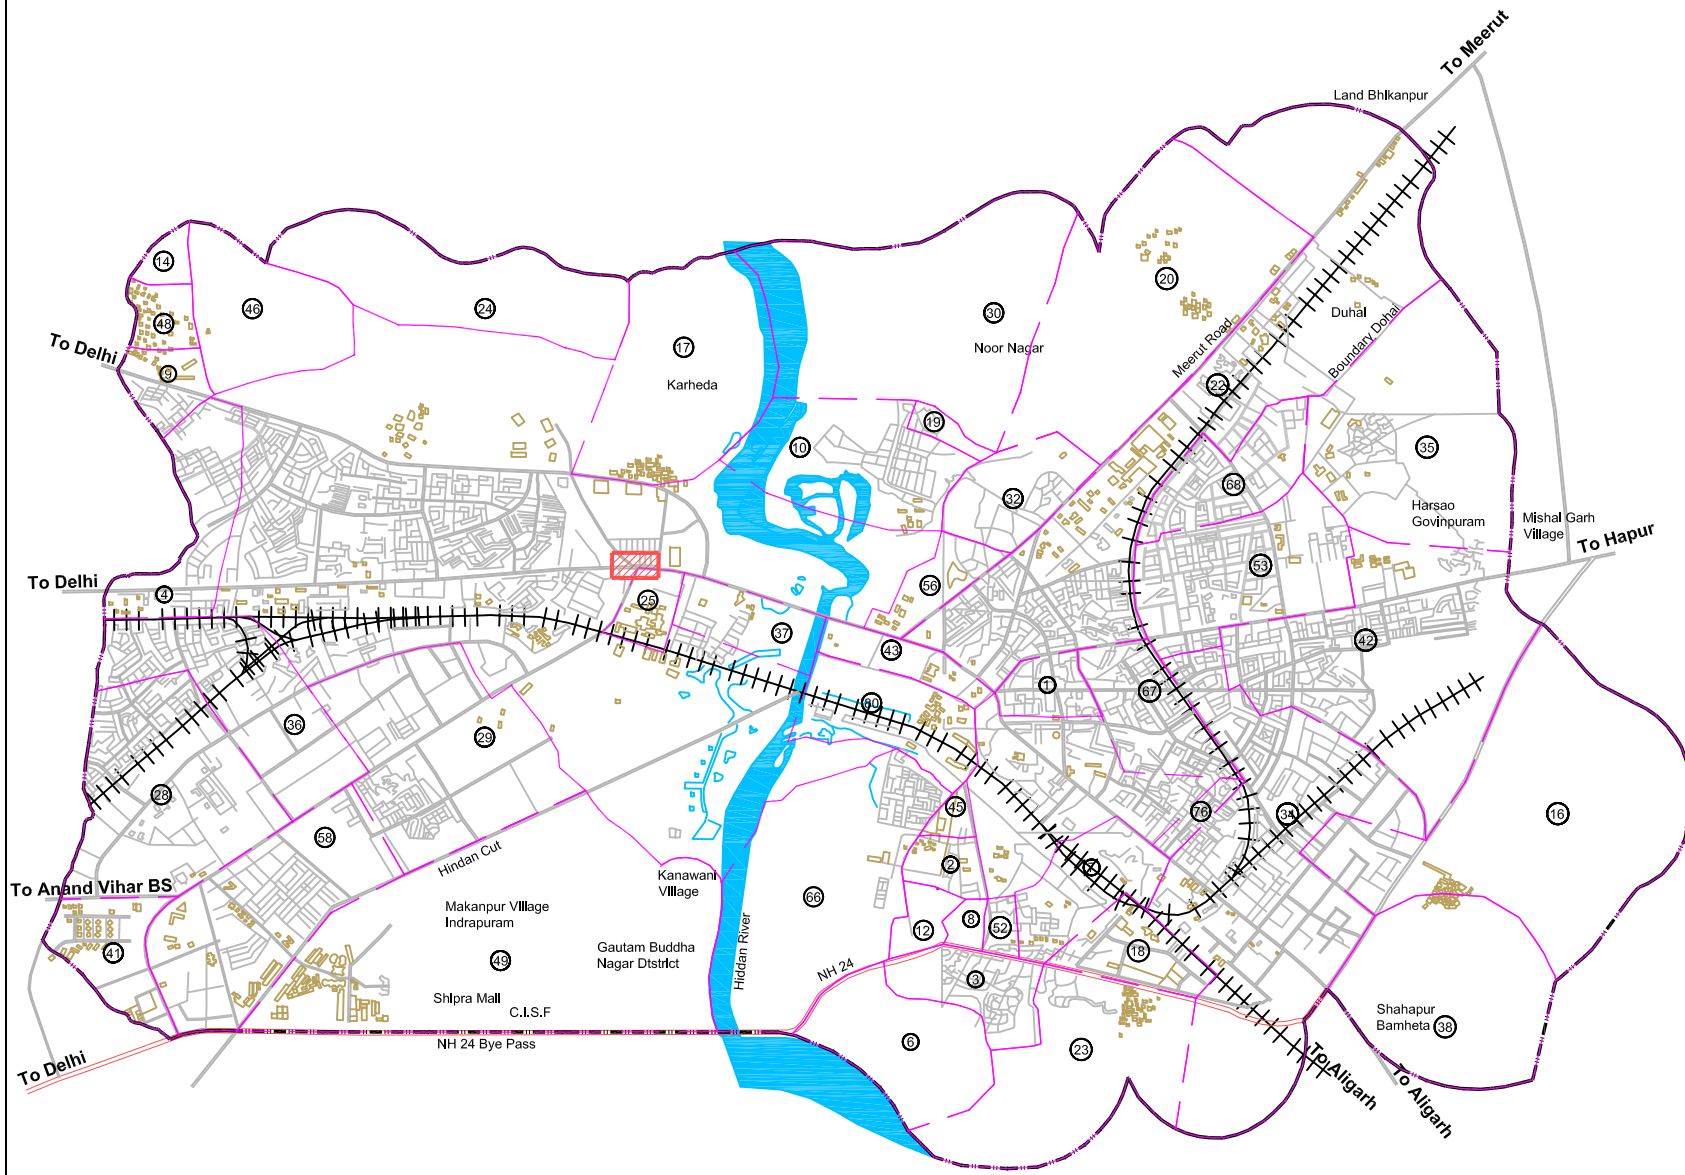 To Meerut
Land Bhikanpur
14
20
46
24
30
Duhai
48
To Delhi
Meerut Road
Boundary Dohai
17
Noor Nagar
9
Karheda
22
19
10
35
68
32
Harsao
Govinpuram
Mishal Garh
Village
To Hapur
53
To Delhi
4
56
25
37
42
43
1
67
60
36
29
28
45
76
34
16
58
Hindan Cut
2
7
Kanawani
Village
To Anand Vihar BS
66
Makanpur Village
Indrapuram
8
52
12
41
Gautam Buddha
Nagar Dtstrict
Hiddan River
18
49
NH 24
3
Shipra Mall
C.I.S.F
Shahapur
Bamheta
38
NH 24 Bye Pass
6
23
To Delhi
To Aligarh
To Aligarh